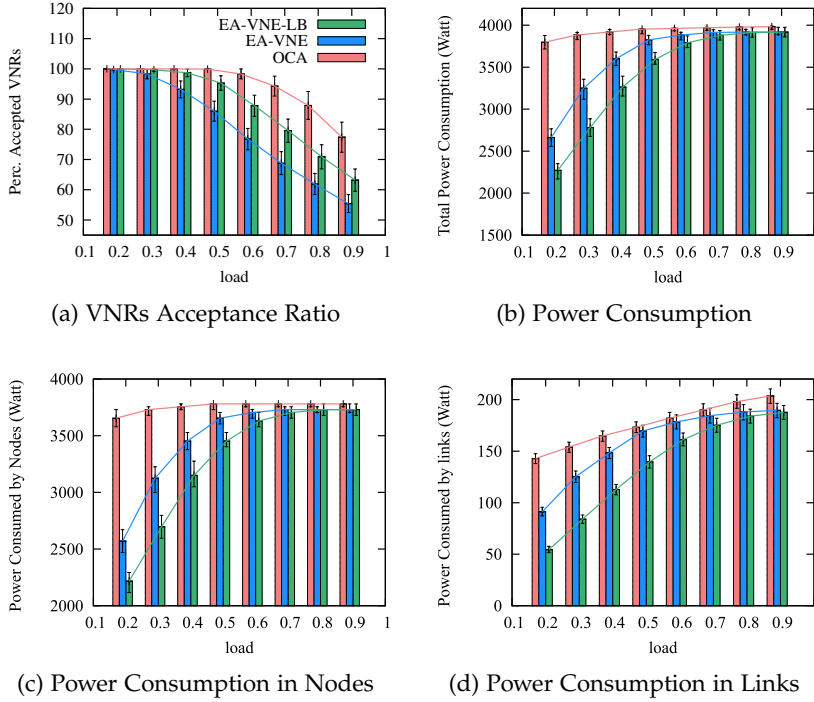 EA-VNE-LB
EA-VNE
OCA
Perc. Accepted VNRs
100
90
80
70
60
50
0.1 0.2 0.3 0.4 0.5 0.6 0.7 0.8 0.9 1
load
(a) VNRs Acceptance Ratio
Total Power Consumption (Watt)
4000
3500
3000
2500
2000
1500
0.1 0.2 0.3 0.4 0.5 0.6 0.7 0.8 0.9
load
(b) Power Consumption
Power Consumed by Nodes (Watt)
4000
3500
3000
2500
2000
0.1 0.2 0.3 0.4 0.5 0.6 0.7 0.8 0.9 1
load
(c) Power Consumption in Nodes
Power Consumed by links (Watt)
200
150
100
50
0
0.1 0.2 0.3 0.4 0.5 0.6 0.7 0.8 0.9
load
(d) Power Consumption in Links